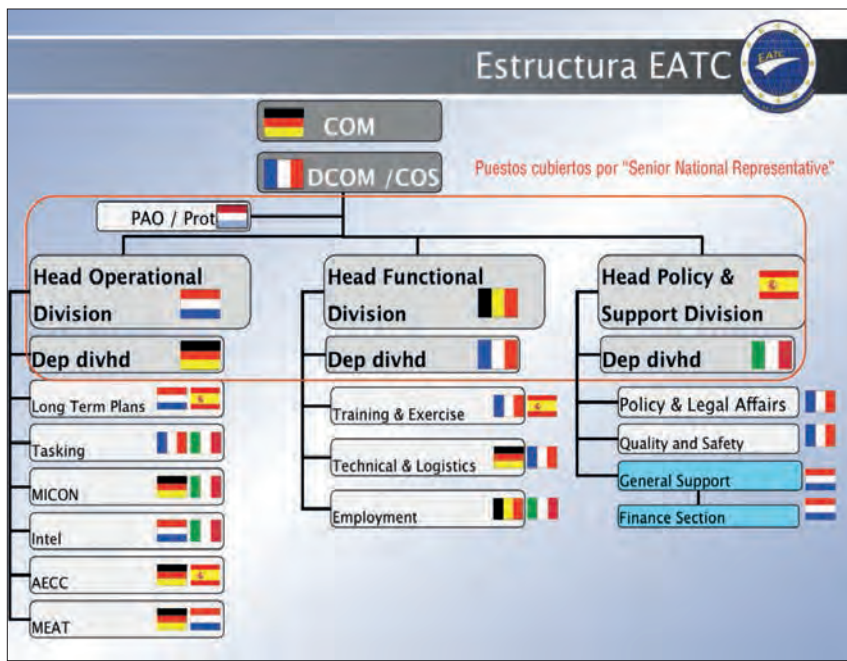 Estructura EATC
EATC
COM
DCOM /COS
Puestos cubiertos por "Senior National Representative"
PAO / Prot
Head Operational
Division
Dep divhd
Long Term Plans
Tasking
MICON
Intel
AECC
MEAT
Head Functional
Division
Dep divhd
Training & Exercise
Technical & Logistics
Employment
Head Policy &
Support Division
Dep divhd
Policy & Legal Affairs
Quality and Safety
General Support
Finance Section